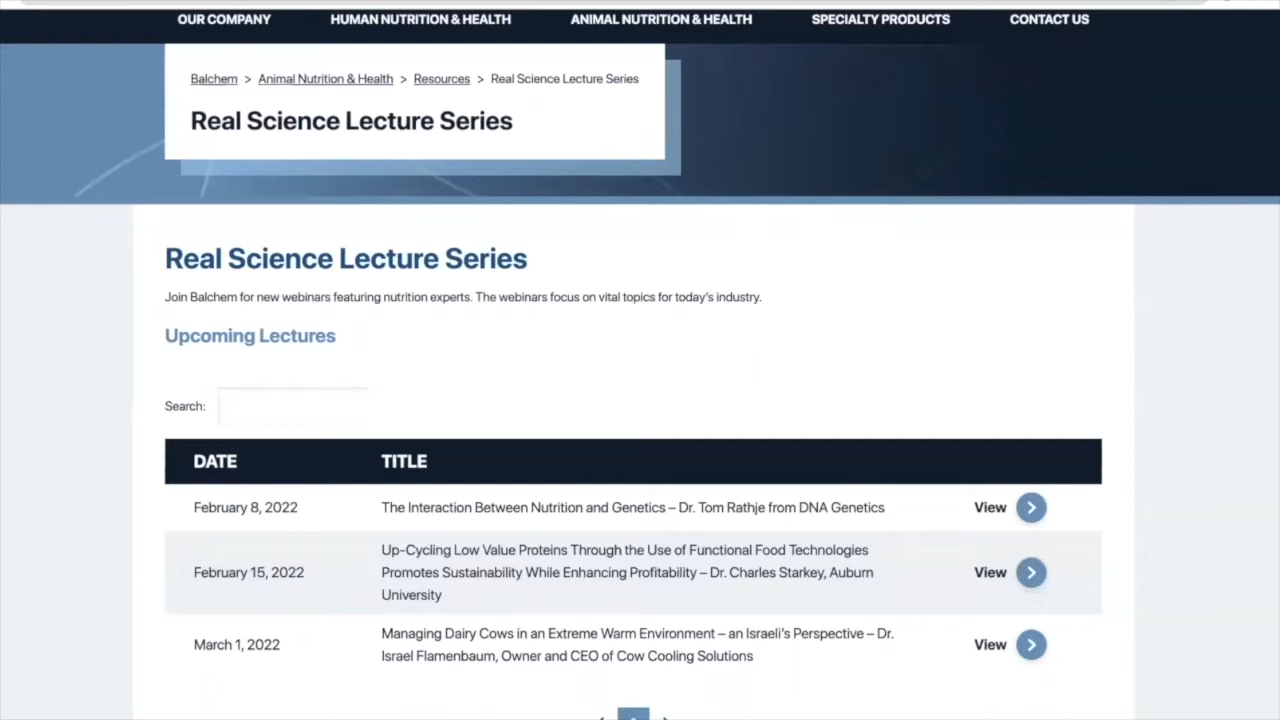 OUR COMPANY HUMAN NUTRITION & HEALTH ANIMAL NUTRITION & HEALTH SPECIALTY PRODUCTS CONTACT US
Balchem > Animal Nutrition & Health > Resources > Real Science Lecture Series
Real Science Lecture Series
Real Science Lecture Series
Join Balchem for new webinars featuring nutrition experts. The webinars focus on vital topics for today's industry.
Upcoming Lectures
Search:
DATE TITLE
February 8, 2022 The Interaction Between Nutrition and Genetics – Dr. Tom Rathje from DNA Genetics View
Up-Cycling Low Value Proteins Through the Use of Functional Food Technologies
February 15, 2022 Promotes Sustainability While Enhancing Profitability – Dr. Charles Starkey, Auburn View
University
Managing Dairy Cows in an Extreme Warm Environment – an Israeli's Perspective – Dr.
March 1, 2022 View
Israel Flamenbaum, Owner and CEO of Cow Cooling Solutions